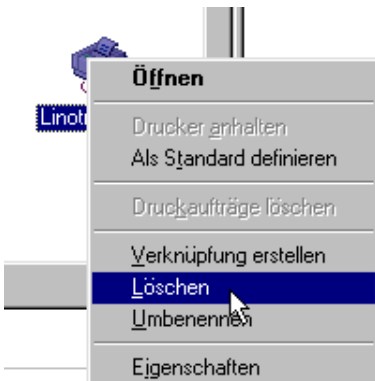 Öffnen
Linot
Drucker anhalten
Als Standard definieren
Druckaufträge löschen
Verknüpfung erstellen
Löschen
Umbenennen
Eigenschaften